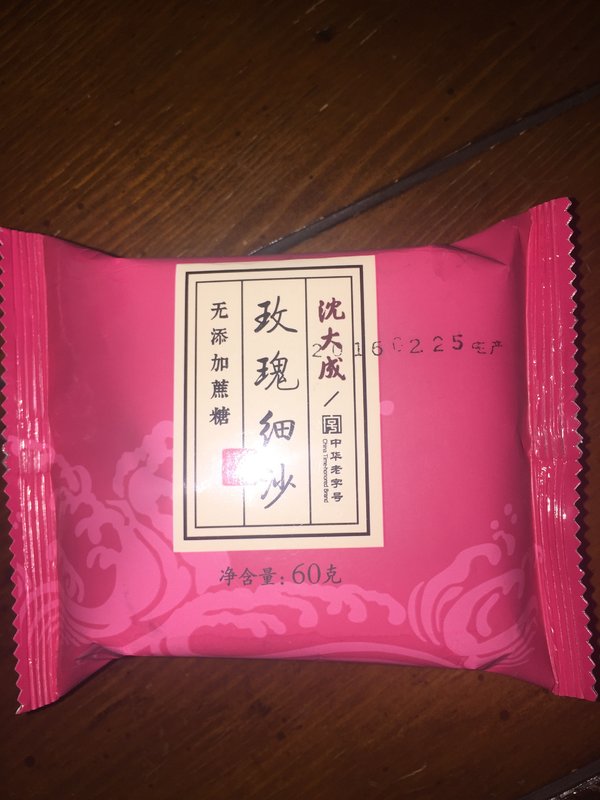 沈大成
中华老字号
China Time-honored Brand
玫瑰细沙
无添加蔗糖
20160225 生产
净含量:60克